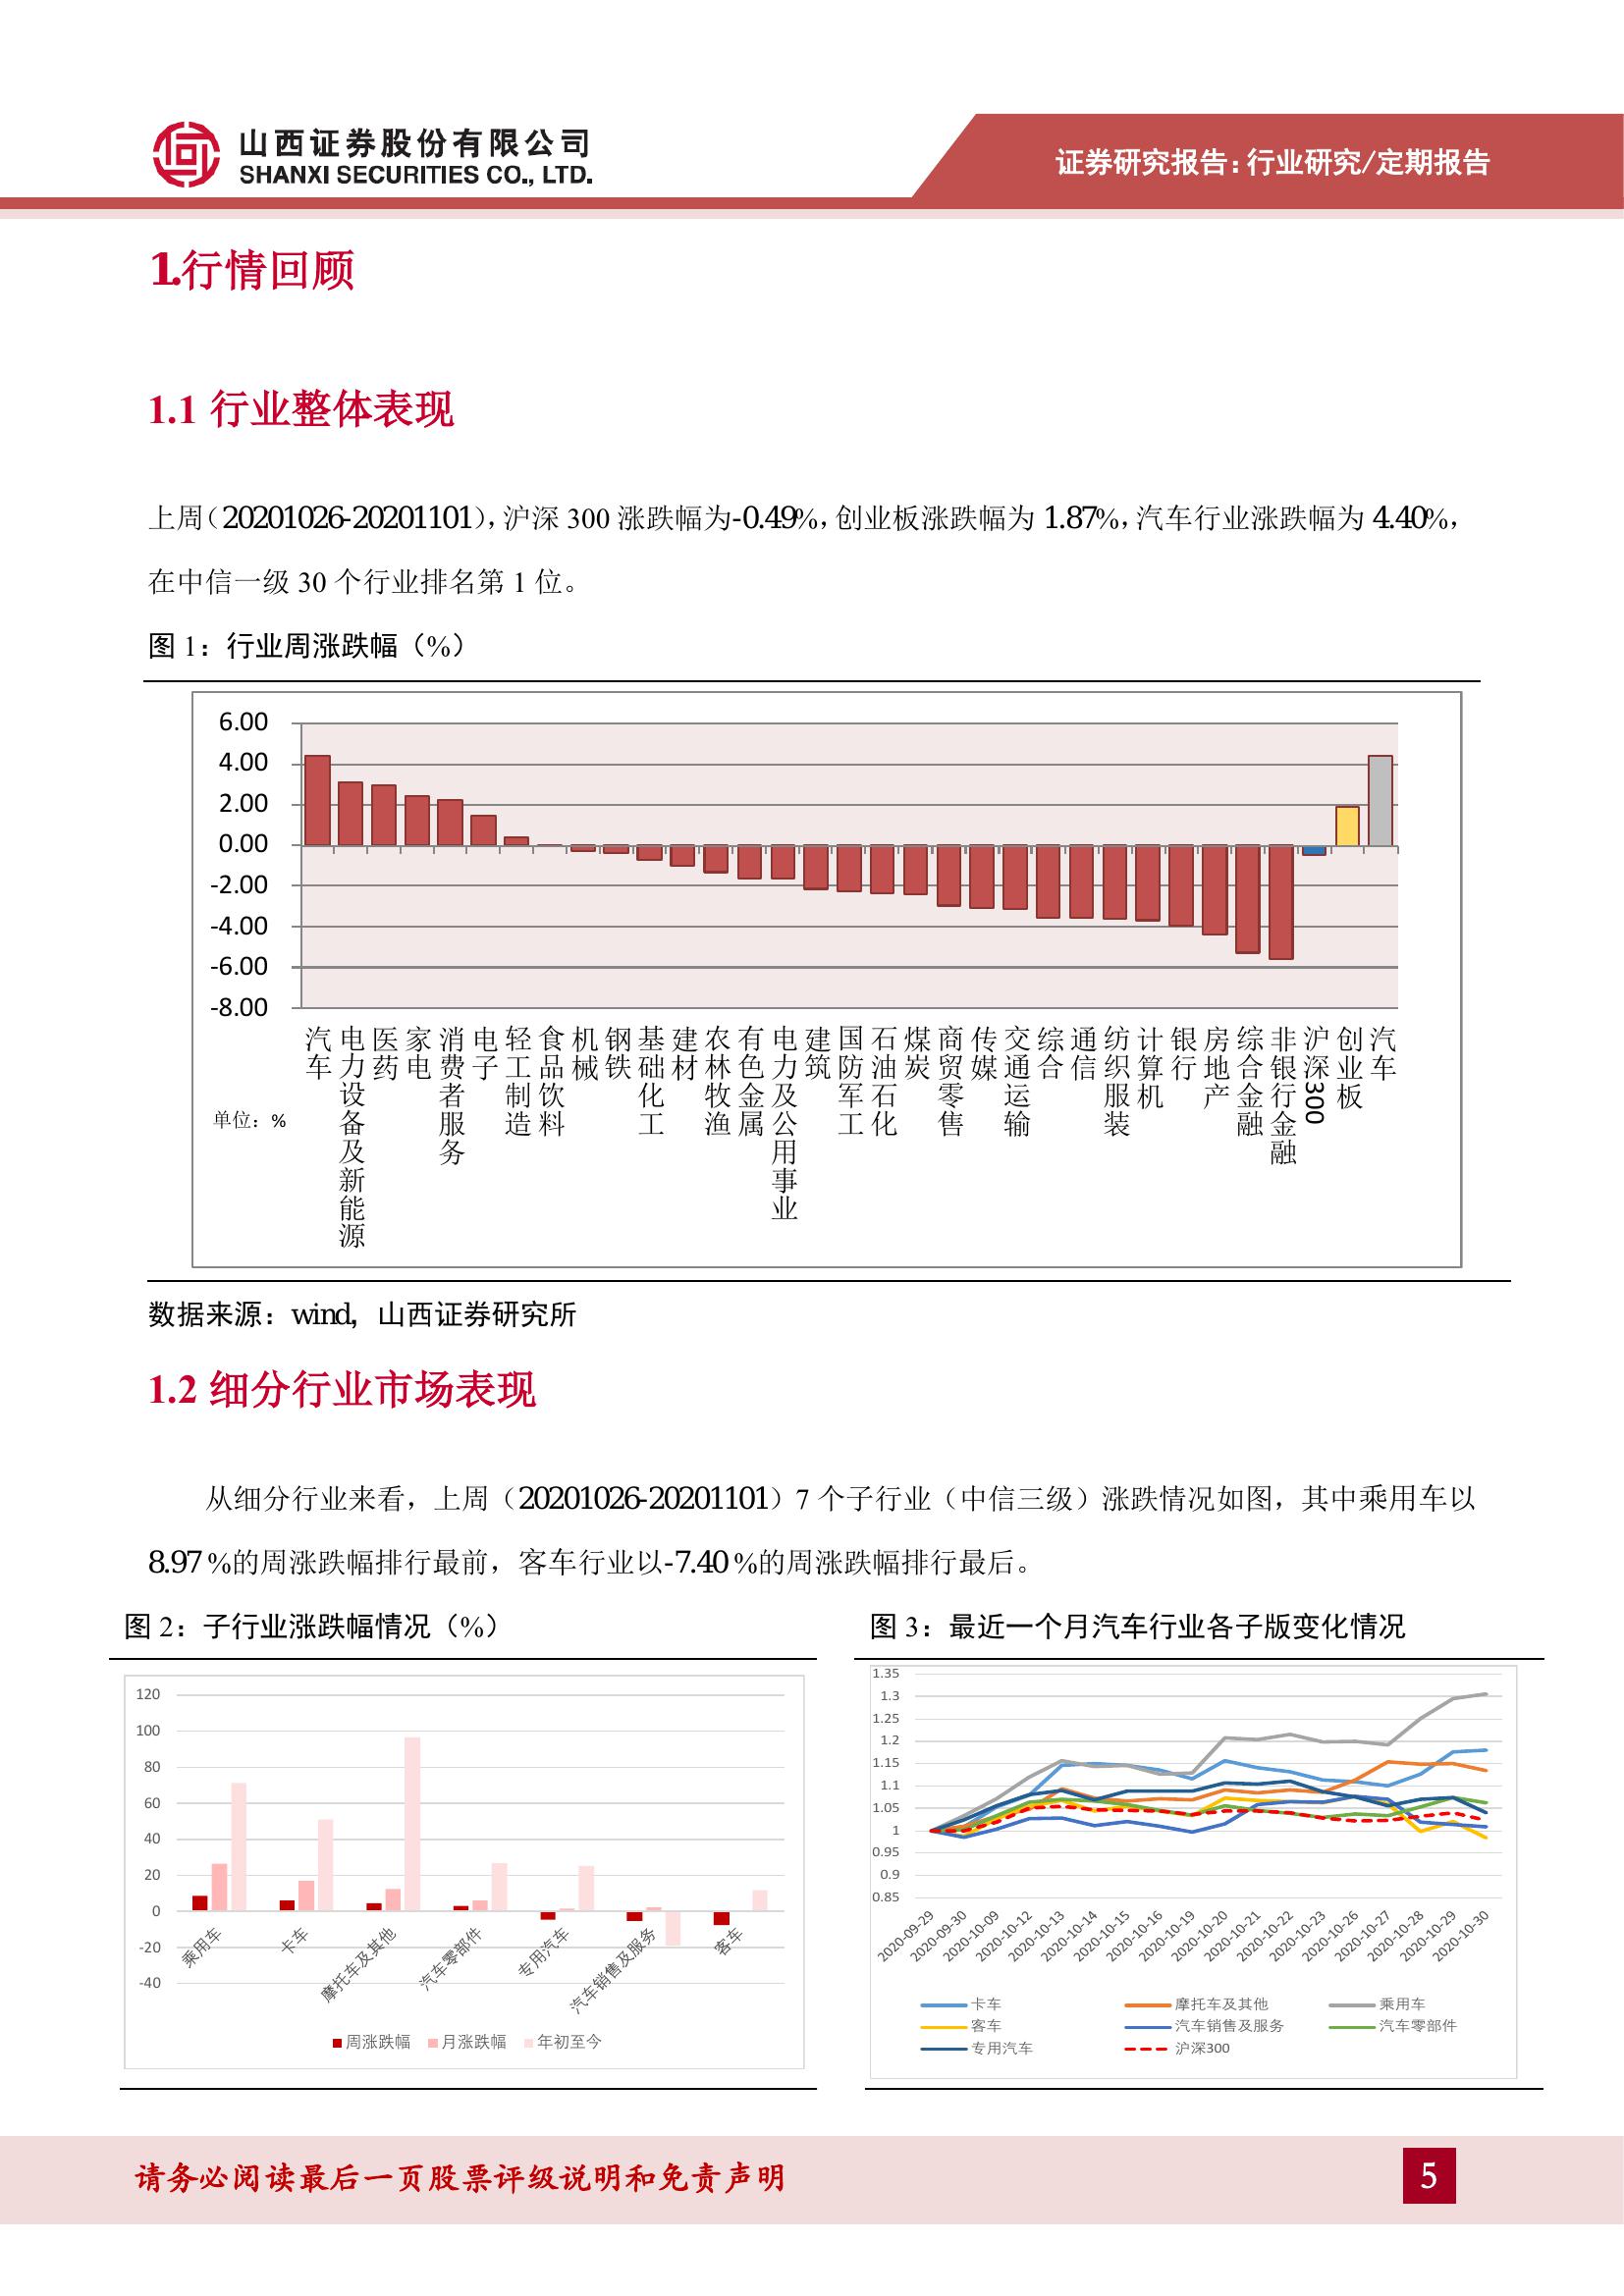 山西证券股份有限公司
SHANXI SECURITIES CO., LTD.
证券研究报告:行业研究/定期报告
1.行情回顾
1.1 行业整体表现
上周（20201026-20201101），沪深 300 涨跌幅为-0.49%，创业板涨跌幅为 1.87%，汽车行业涨跌幅为 4.40%，
在中信一级 30 个行业排名第 1 位。
图 1：行业周涨跌幅（%）
6.00
4.00
2.00
0.00
-2.00
-4.00
-6.00
-8.00
单位：%
汽车
电力设备及新能源
医药
家电
消费者服务
电子
轻工制造
食品饮料
机械
钢铁
基础化工
建材
农林牧渔
有色金属
电力及公用事业
建筑
国防军工
石油石化
煤炭
商贸零售
传媒
交通运输
综合
通信
纺织服装
计算机
银行
房地产
综合金融
非银行金融
沪深300
创业板
汽车
数据来源：wind，山西证券研究所
1.2 细分行业市场表现
从细分行业来看，上周（20201026-20201101）7 个子行业（中信三级）涨跌情况如图，其中乘用车以
8.97 %的周涨跌幅排行最前，客车行业以-7.40 %的周涨跌幅排行最后。
图 2：子行业涨跌幅情况（%）
120
100
80
60
40
20
0
-20
-40
乘用车
卡车
摩托车及其他
汽车零部件
专用汽车
汽车销售及服务
客车
周涨跌幅 月涨跌幅 年初至今
图 3：最近一个月汽车行业各子版变化情况
1.35
1.3
1.25
1.2
1.15
1.1
1.05
1
0.95
0.9
0.85
2020-09-29
2020-09-30
2020-10-09
2020-10-12
2020-10-13
2020-10-14
2020-10-15
2020-10-16
2020-10-19
2020-10-20
2020-10-21
2020-10-22
2020-10-23
2020-10-26
2020-10-27
2020-10-28
2020-10-29
2020-10-30
卡车 摩托车及其他 乘用车
客车 汽车销售及服务 汽车零部件
专用汽车 沪深300
请务必阅读最后一页股票评级说明和免责声明
5